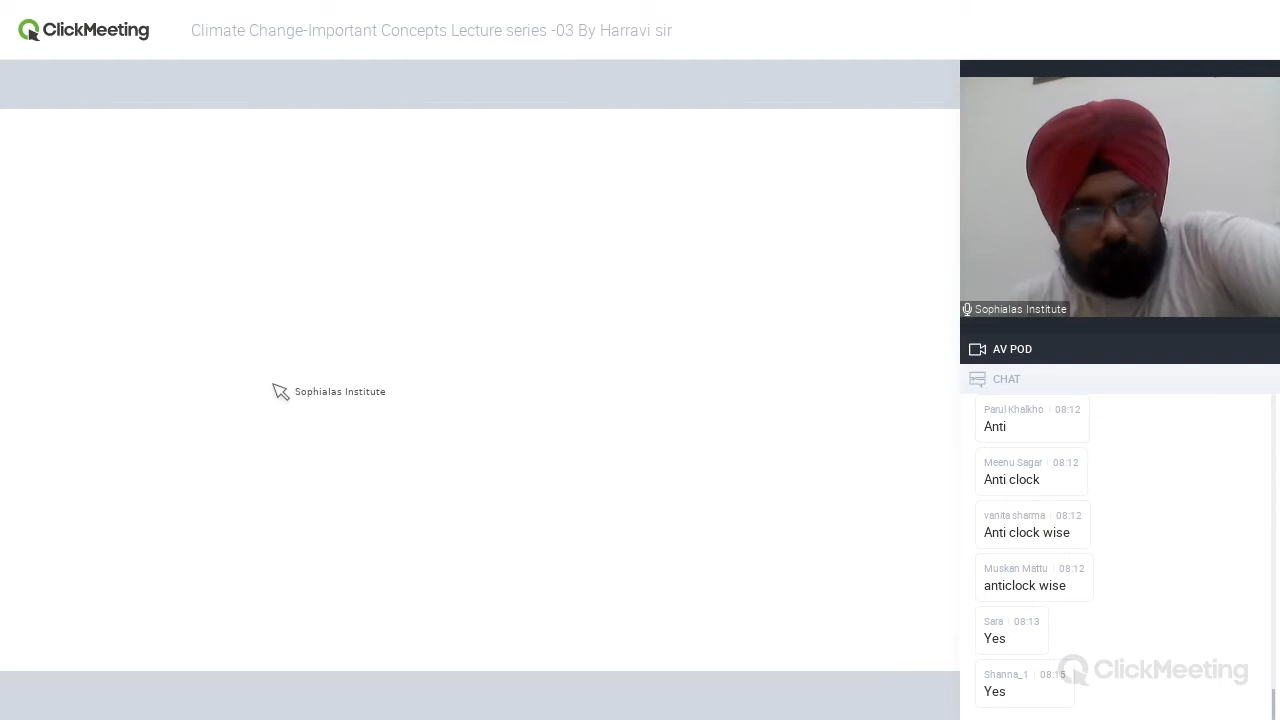 ClickMeeting
Climate Change-Important Concepts Lecture series -03 By Harravi sir
Sophialas Institute
Sophialas Institute
AV POD
CHAT
Parul Khalkho 08:12
Anti
Meenu Sagar 08:12
Anti clock
vanita sharma 08:12
Anti clock wise
Muskan Mattu 08:12
anticlock wise
Sara 08:13
Yes
Shanna_1 08:15
Yes
ClickMeeting